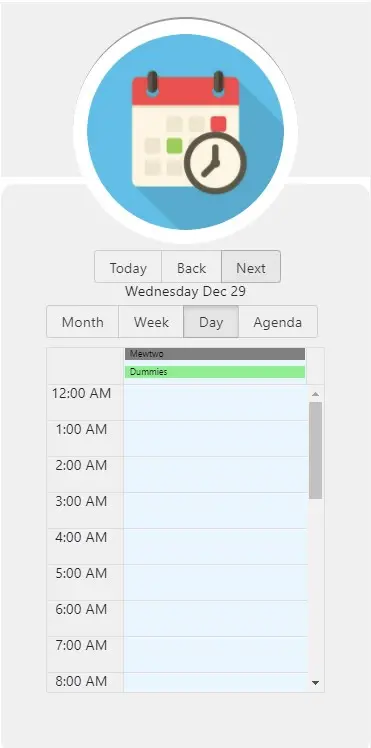 Today Back Next
Wednesday Dec 29
Month Week Day Agenda
Mewtwo
Dummies
12:00 AM
1:00 AM
2:00 AM
3:00 AM
4:00 AM
5:00 AM
6:00 AM
7:00 AM
8:00 AM